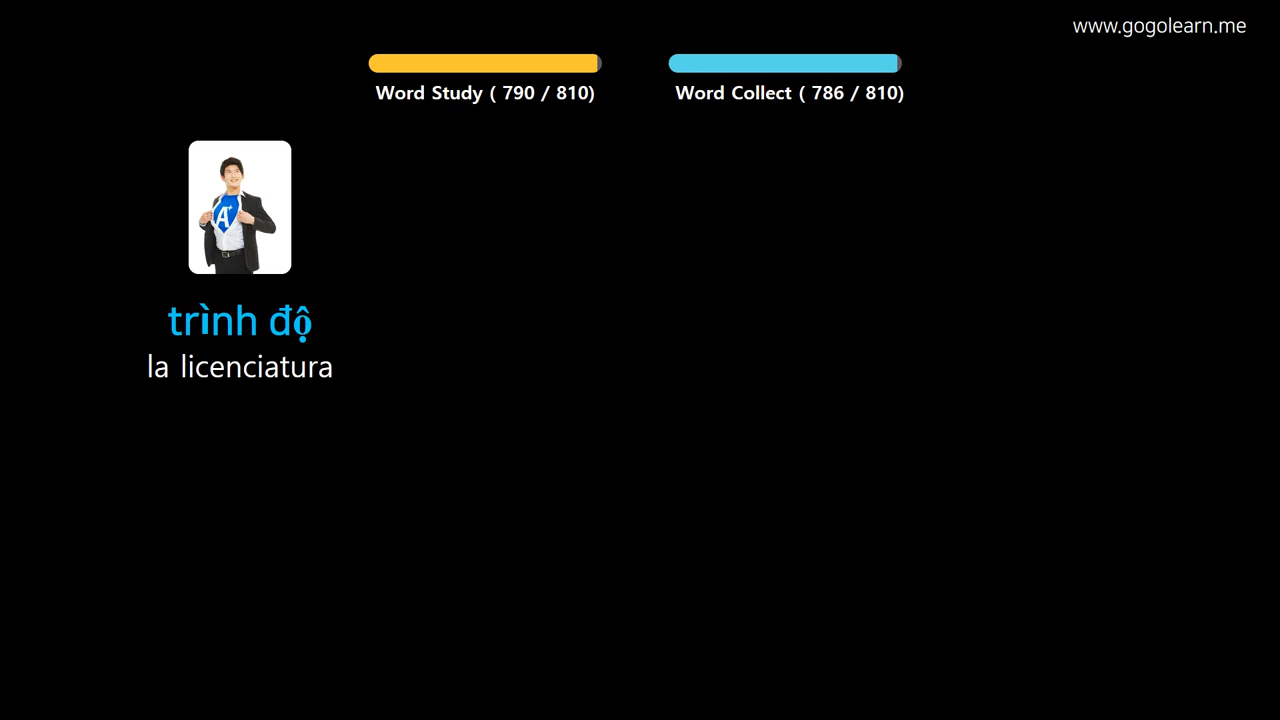 www.gogolearn.me
Word Study ( 790 / 810)
Word Collect ( 786 / 810)
A+
trình độ
la licenciatura